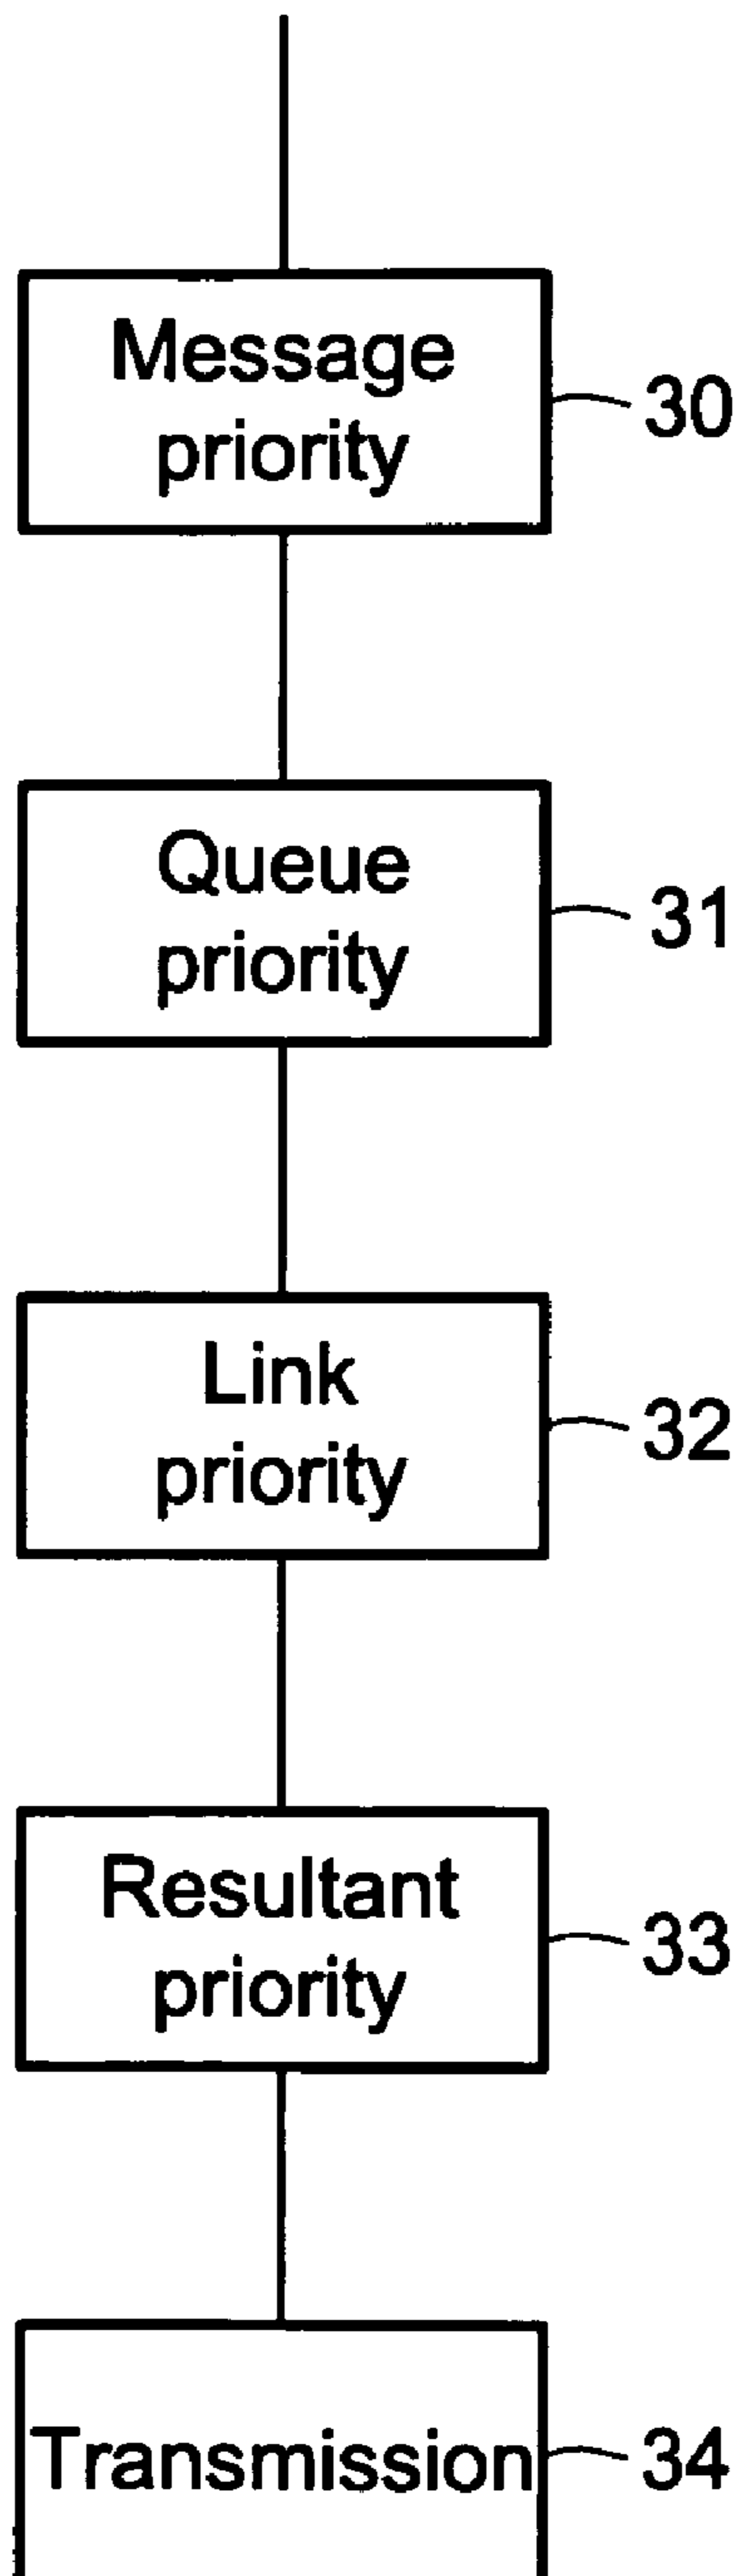 Message
priority
30
Queue
priority
31
Link
priority
32
Resultant
priority
33
Transmission
34